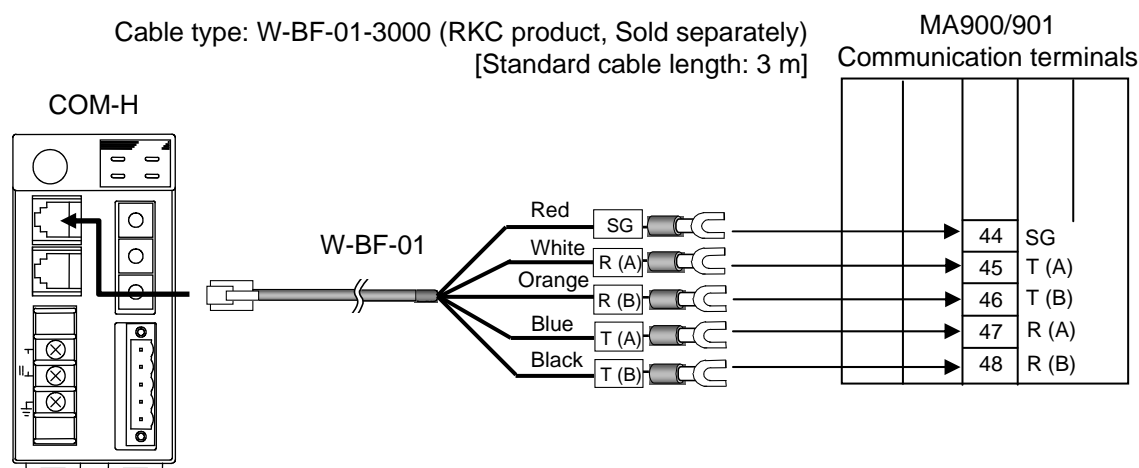 Cable type: W-BF-01-3000 (RKC product, Sold separately)
[Standard cable length: 3 m]
MA900/901
Communication terminals
COM-H
W-BF-01
Red SG 44 SG
White R (A) 45 T (A)
Orange R (B) 46 T (B)
Blue T (A) 47 R (A)
Black T (B) 48 R (B)